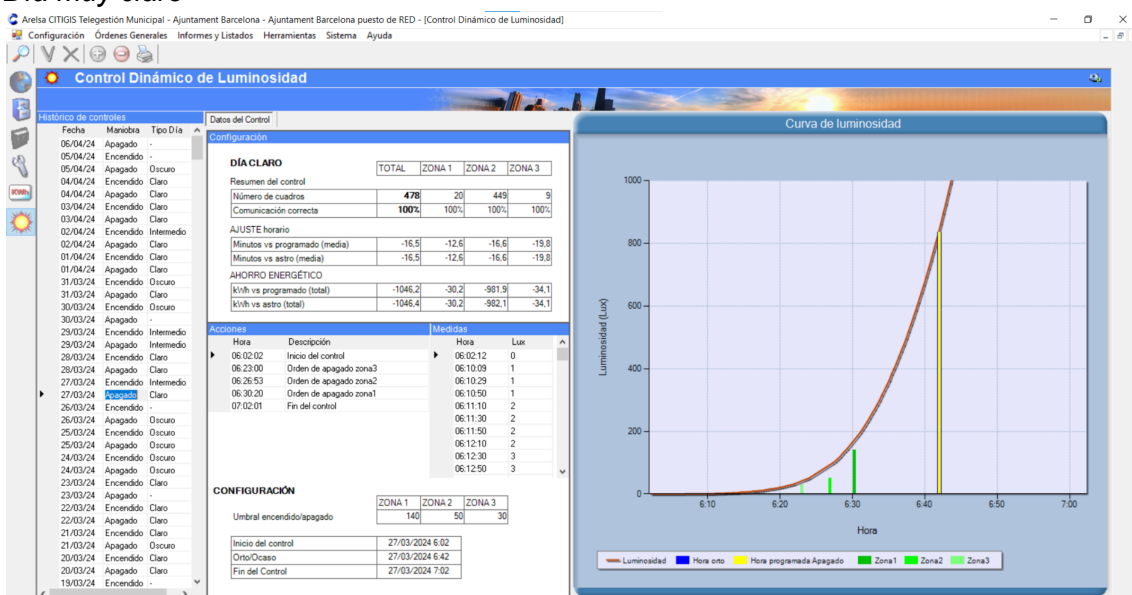 Día muy claro
Arelsa CITIGIS Telegestión Municipal - Ajuntament Barcelona - Ajuntament Barcelona puesto de RED - [Control Dinámico de Luminosidad]
Configuración Órdenes Generales Informes y Listados Herramientas Sistema Ayuda
Control Dinámico de Luminosidad
Histórico de controles
Fecha Maniobra Tipo Día
06/04/24 Apagado -
05/04/24 Encendido -
05/04/24 Apagado Oscuro
04/04/24 Encendido Claro
04/04/24 Apagado Claro
03/04/24 Encendido Claro
03/04/24 Apagado Claro
02/04/24 Encendido Intermedio
02/04/24 Apagado Claro
01/04/24 Encendido Claro
01/04/24 Apagado Claro
31/03/24 Encendido Oscuro
31/03/24 Apagado Claro
30/03/24 Encendido Oscuro
30/03/24 Apagado -
29/03/24 Encendido Intermedio
29/03/24 Apagado Intermedio
28/03/24 Encendido Claro
28/03/24 Apagado Claro
27/03/24 Encendido Intermedio
27/03/24 Apagado Claro
26/03/24 Encendido -
26/03/24 Apagado Oscuro
25/03/24 Encendido Oscuro
25/03/24 Apagado Oscuro
24/03/24 Encendido Oscuro
24/03/24 Apagado Oscuro
23/03/24 Encendido Claro
23/03/24 Apagado -
22/03/24 Encendido Claro
22/03/24 Apagado Claro
21/03/24 Encendido Claro
21/03/24 Apagado Oscuro
20/03/24 Encendido Claro
20/03/24 Apagado Claro
19/03/24 Encendido -
KWh
Datos del Control
Configuración
DÍA CLARO TOTAL ZONA 1 ZONA 2 ZONA 3
Resumen del control
Número de cuadros 478 20 449 9
Comunicación correcta 100% 100% 100% 100%
AJUSTE horario
Minutos vs programado (media) -16,5 -12,6 -16,6 -19,8
Minutos vs astro (media) -16,5 -12,6 -16,6 -19,8
AHORRO ENERGÉTICO
kWh vs programado (total) -1046,2 -30,2 -981,9 -34,1
kWh vs astro (total) -1046,4 -30,2 -982,1 -34,1
Acciones
Hora Descripción
06:02:02 Inicio del control
06:23:00 Orden de apagado zona3
06:26:53 Orden de apagado zona2
06:30:20 Orden de apagado zona1
07:02:01 Fin del control
Medidas
Hora Lux
06:02:12 0
06:10:09 1
06:10:29 1
06:10:50 1
06:11:10 2
06:11:30 2
06:11:50 2
06:12:10 2
06:12:30 3
06:12:50 3
CONFIGURACIÓN
ZONA 1 ZONA 2 ZONA 3
Umbral encendido/apagado 140 50 30
Inicio del control 27/03/2024 6:02
Orto/Ocaso 27/03/2024 6:42
Fin del Control 27/03/2024 7:02
Curva de luminosidad
Luminosidad (Lux)
1000
800
600
400
200
0
6:10 6:20 6:30 6:40 6:50 7:00
Hora
Luminosidad Hora orto Hora programada Apagado Zona1 Zona2 Zona3